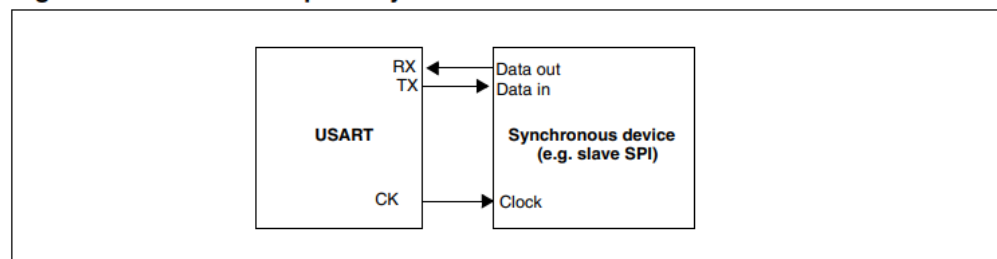 RX
Data out
TX
Data in
USART
Synchronous device
(e.g. slave SPI)
CK
Clock